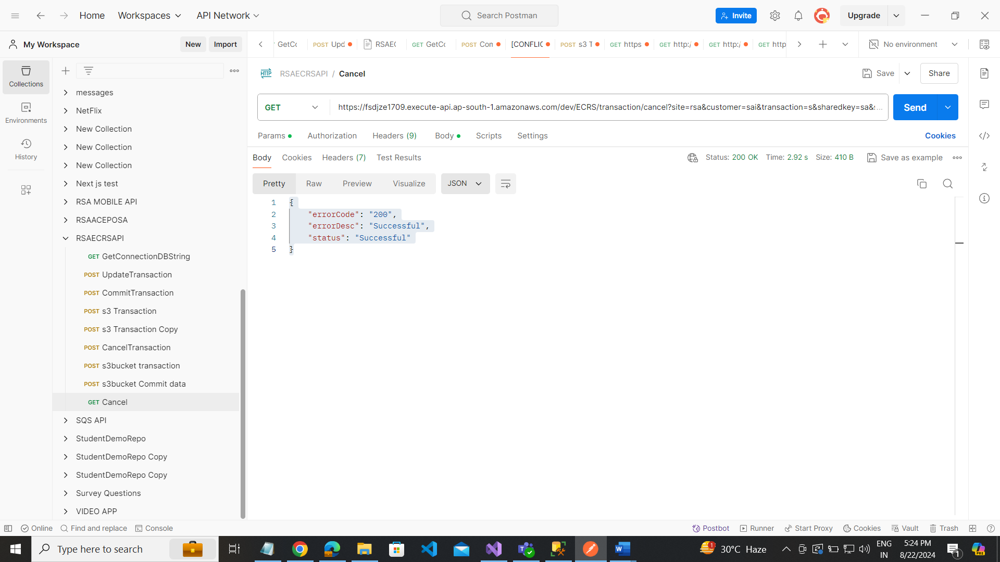 Home
Workspaces
API Network
Search Postman
Invite
Upgrade
My Workspace
New
Import
GetCo
POST Upd
RSAEC
GET GetCo
POST Com
[CONFLIC
POST s3 T
GET https
GET http:/
GET http:/
GET http
No environment
Collections
Environments
History
messages
NetFlix
New Collection
New Collection
New Collection
Next js test
RSA MOBILE API
RSAACEPOSA
RSAECRSAPI
GET GetConnectionDBString
POST UpdateTransaction
POST CommitTransaction
POST s3 Transaction
POST s3 Transaction Copy
POST CancelTransaction
POST s3bucket transaction
POST s3bucket Commit data
GET Cancel
SQS API
StudentDemoRepo
StudentDemoRepo Copy
StudentDemoRepo Copy
Survey Questions
VIDEO APP
HTTP RSAECRSAPI / Cancel
Save
Share
GET
https://fsdjze1709.execute-api.ap-south-1.amazonaws.com/dev/ECRS/transaction/cancel?site=rsa&customer=sai&transaction=s&sharedkey=sa&s...
Send
Params
Authorization
Headers (9)
Body
Scripts
Settings
Cookies
Body
Cookies
Headers (7)
Test Results
Status: 200 OK
Time: 2.92 s
Size: 410 B
Save as example
Pretty
Raw
Preview
Visualize
JSON
1 {
2 "errorCode": "200",
3 "errorDesc": "Successful",
4 "status": "Successful"
5 }
Online
Find and replace
Console
Postbot
Runner
Start Proxy
Cookies
Vault
Trash
Type here to search
1
30°C Haze
ENG
IN
5:24 PM
8/22/2024
1
PRE